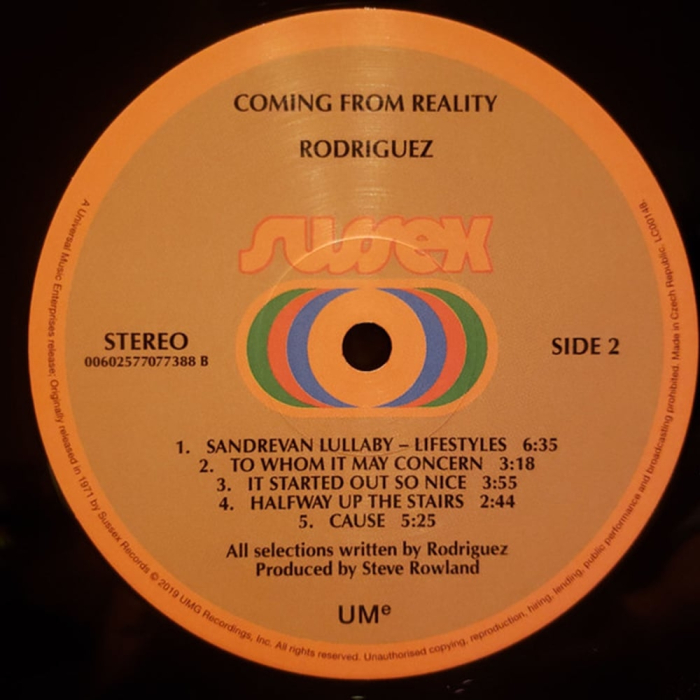 COMING FROM REALITY
RODRIGUEZ
sussex
STEREO
00602577077388 B
SIDE 2
1. SANDREVAN LULLABY – LIFESTYLES 6:35
2. TO WHOM IT MAY CONCERN 3:18
3. IT STARTED OUT SO NICE 3:55
4. HALFWAY UP THE STAIRS 2:44
5. CAUSE 5:25
All selections written by Rodriguez
Produced by Steve Rowland
UMe
A Universal Music Enterprises release; Originally released in 1971 by Sussex Records © 2019 UMG Recordings, Inc. All rights reserved. Unauthorised copying, reproduction, hiring, lending, public performance and broadcasting prohibited. Made in Czech Republic. LC00148.